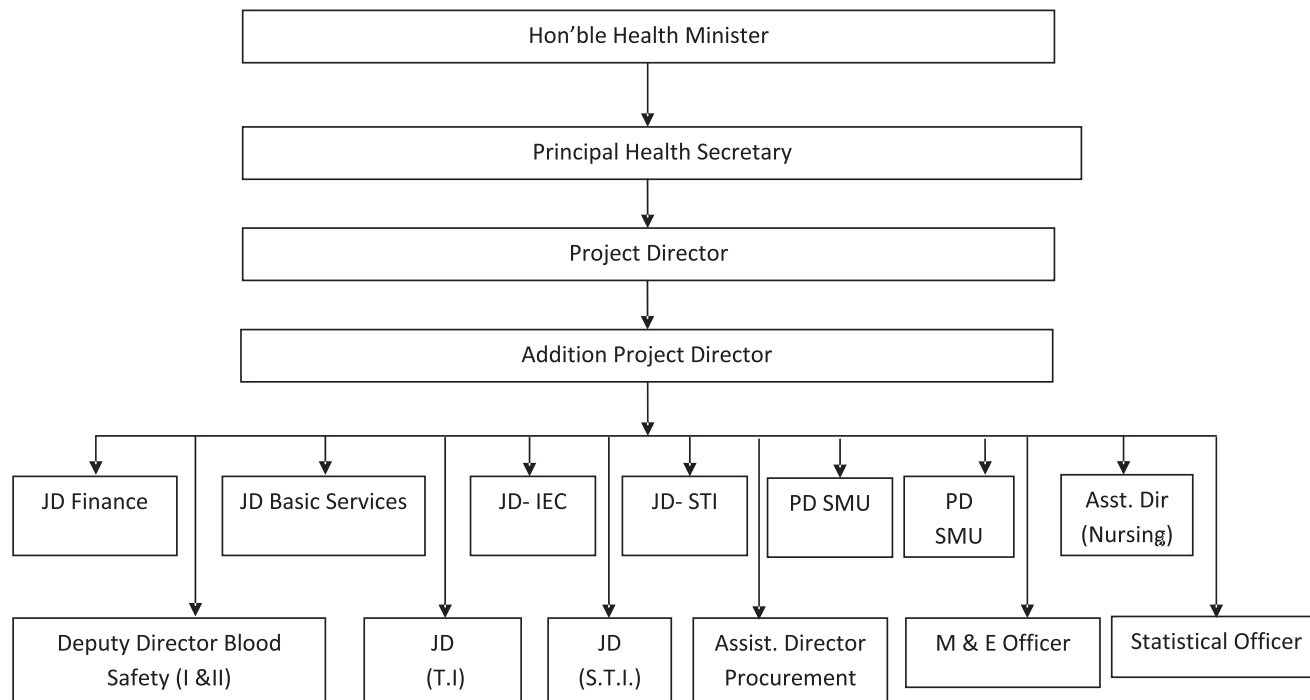 Hon’ble Health Minister
Principal Health Secretary
Project Director
Addition Project Director
JD Finance
JD Basic Services
JD- IEC
JD- STI
PD SMU
PD
SMU
Asst. Dir
(Nursing)
Deputy Director Blood
Safety (I &II)
JD
(T.I)
JD
(S.T.I.)
Assist. Director
Procurement
M & E Officer
Statistical Officer